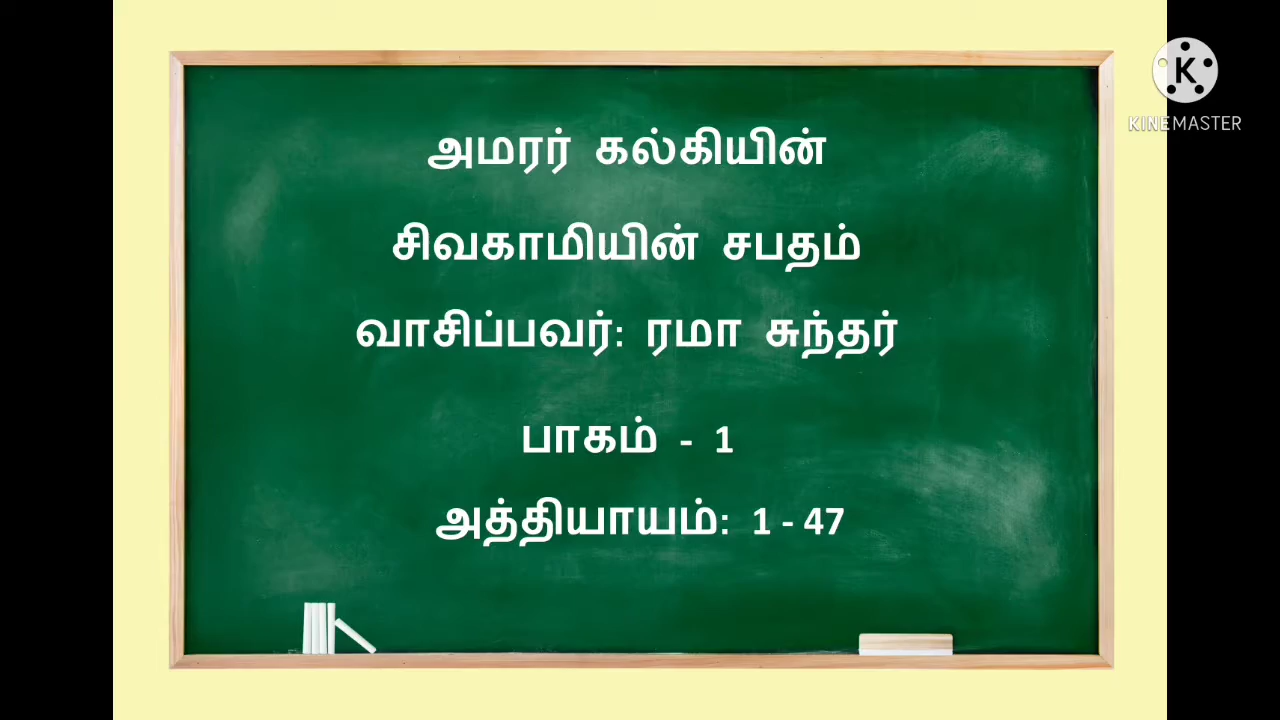 அமரர் கல்கியின்
சிவகாமியின் சபதம்
வாசிப்பவர்: ரமா சுந்தர்
பாகம் - 1
அத்தியாயம்: 1 - 47
K
KINEMASTER